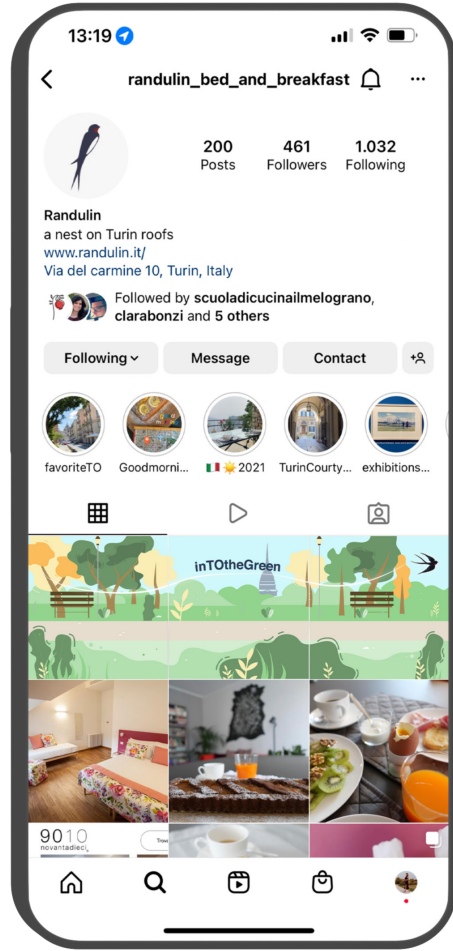 13:19
randulin_bed_and_breakfast
200
Posts
461
Followers
1.032
Following
Randulin
a nest on Turin roofs
www.randulin.it/
Via del carmine 10, Turin, Italy
Followed by scuoladicucinailmelograno,
clarabonzi and 5 others
Following
Message
Contact
favoriteTO
Goodmorni...
🇮🇹☀️2021
TurinCourty...
exhibitions...
inTOtheGreen
9010
novantadieci